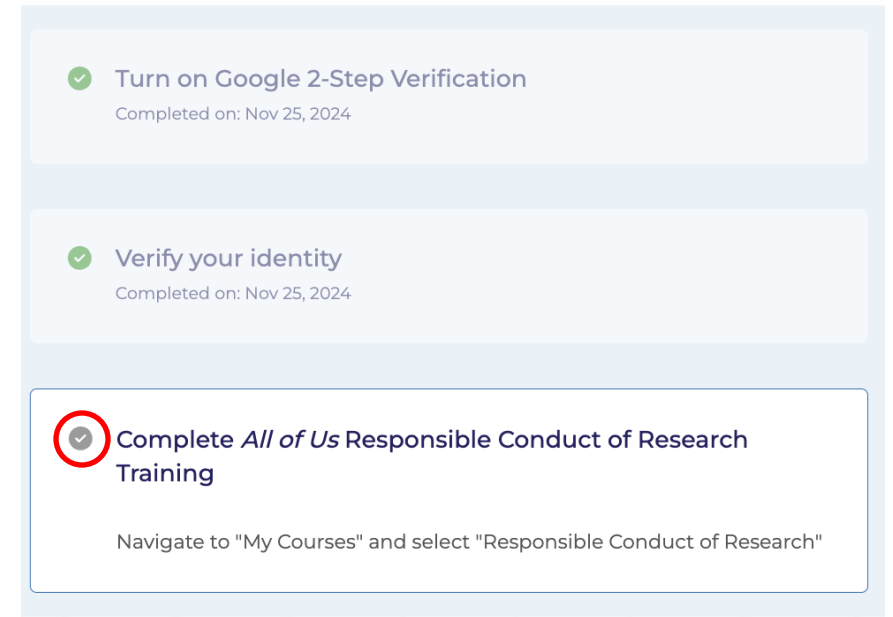 Turn on Google 2-Step Verification
Completed on: Nov 25, 2024
Verify your identity
Completed on: Nov 25, 2024
Complete All of Us Responsible Conduct of Research
Training
Navigate to "My Courses" and select "Responsible Conduct of Research"